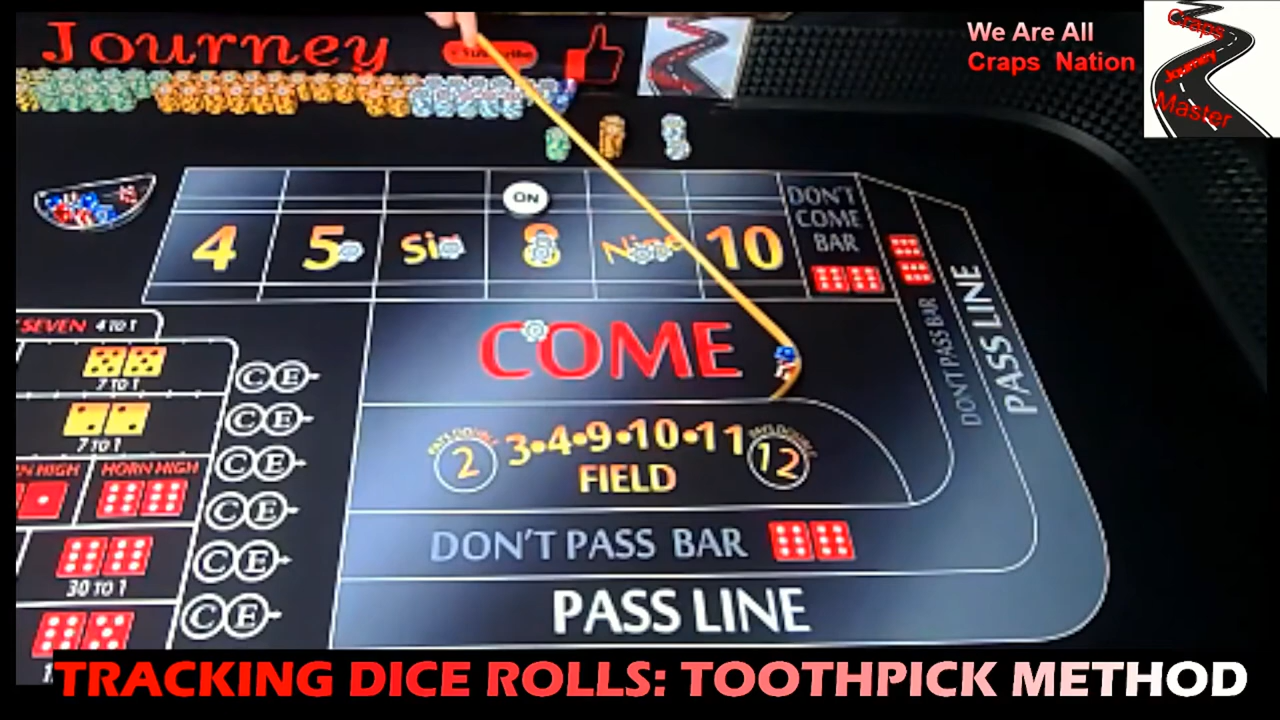 Journey
Subscribe
We Are All
Craps Nation
Craps
Journey
Master
ON
4
5
Six
8
Nine
10
DON'T
COME
BAR
COME
SEVEN 4 TO 1
7 TO 1
7 TO 1
HORN HIGH
30 TO 1
C E
C E
C E
C E
C E
C E
2
3•4•9•10•11
12
FIELD
DON'T PASS BAR
PASS LINE
DON'T PASS BAR
PASS LINE
TRACKING DICE ROLLS: TOOTHPICK METHOD